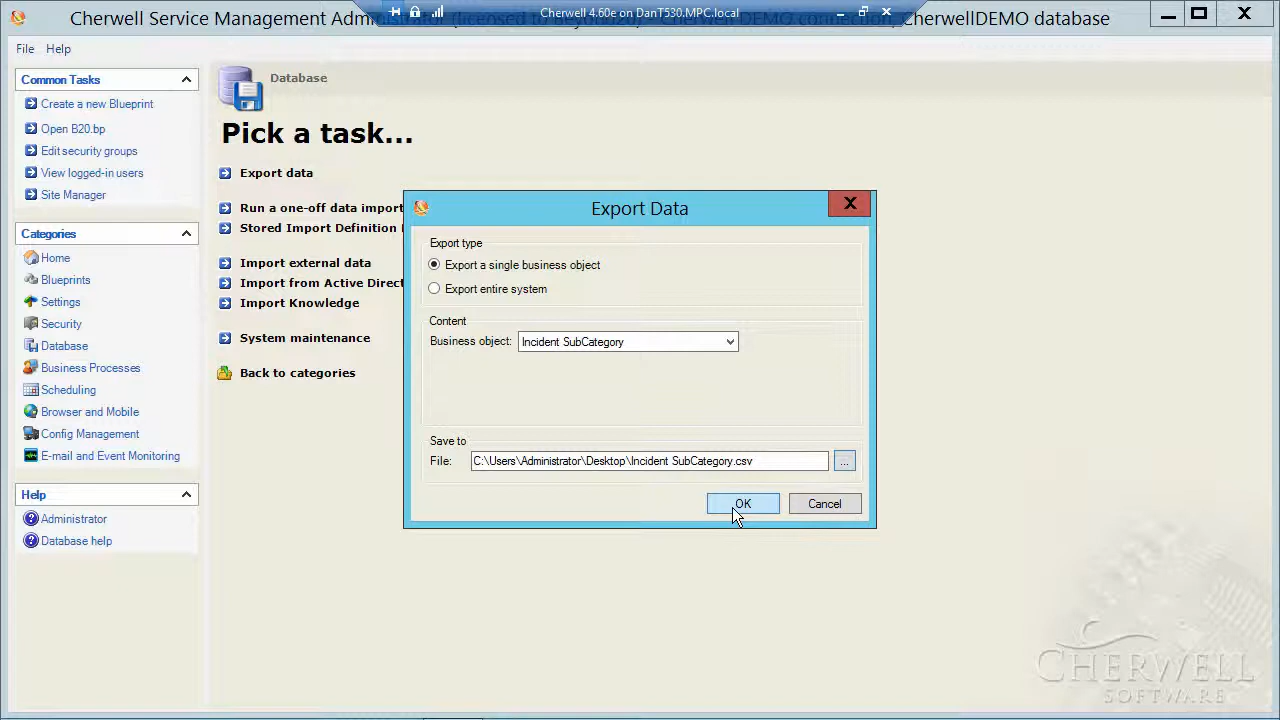 Cherwell Service Management Administrator (licensed to
DEMO connection, CherwellDEMO database
Cherwell 4.60e on DanT530.MPC.local
File Help
Common Tasks
Create a new Blueprint
Open B20.bp
Edit security groups
View logged-in users
Site Manager
Categories
Home
Blueprints
Settings
Security
Database
Business Processes
Scheduling
Browser and Mobile
Config Management
E-mail and Event Monitoring
Help
Administrator
Database help
Database
Pick a task...
Export data
Run a one-off data import
Stored Import Definition
Import external data
Import from Active Direct
Import Knowledge
System maintenance
Back to categories
Export Data
Export type
Export a single business object
Export entire system
Content
Business object: Incident SubCategory
Save to
File: C:\Users\Administrator\Desktop\Incident SubCategory.csv ...
OK Cancel
CHERWELL
SOFTWARE